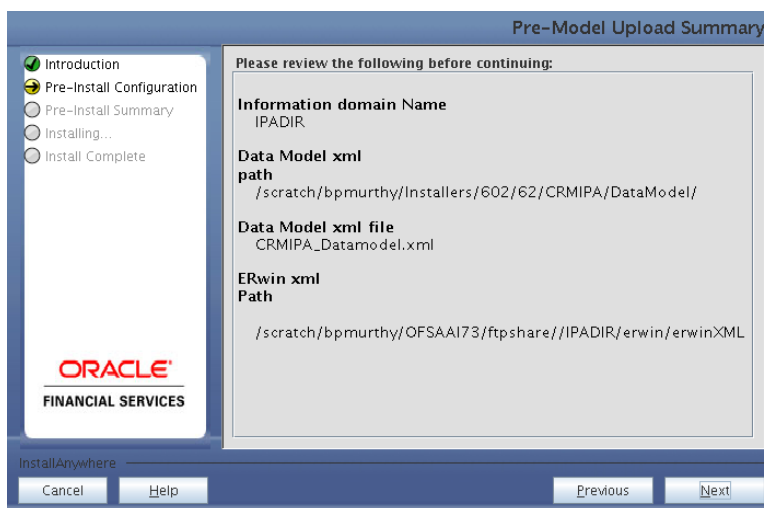 Pre-Model Upload Summary
Introduction
Pre-Install Configuration
Pre-Install Summary
Installing...
Install Complete
ORACLE
FINANCIAL SERVICES
Please review the following before continuing:
Information domain Name
IPADIR
Data Model xml
path
/scratch/bpmurthy/Installers/602/62/CRMIPA/DataModel/
Data Model xml file
CRMIPA_Datamodel.xml
ERwin xml
Path
/scratch/bpmurthy/OFSAAI73/ftpshare//IPADIR/erwin/erwinXML
InstallAnywhere
Cancel
Help
Previous
Next